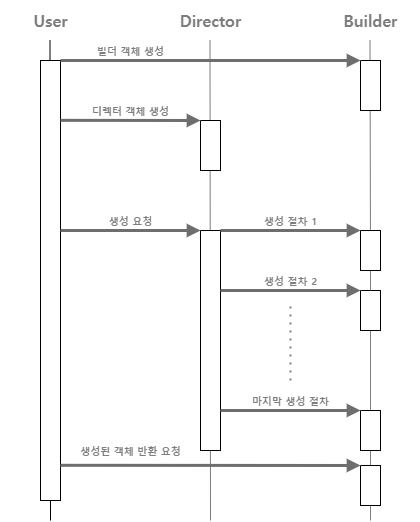 User Director Builder
빌더 객체 생성
디렉터 객체 생성
생성 요청
생성 절차 1
생성 절차 2
마지막 생성 절차
생성된 객체 반환 요청